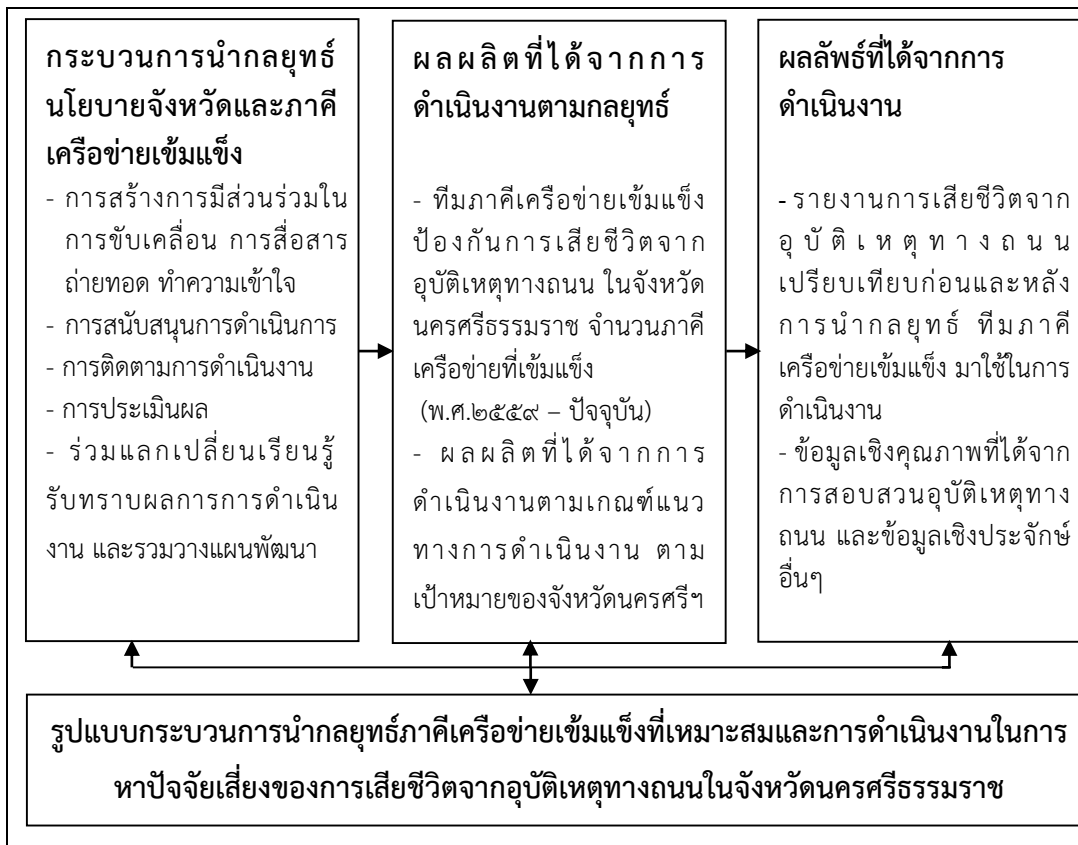 กระบวนการนำกลยุทธ์
นโยบายจังหวัดและภาคี
เครือข่ายเข้มแข็ง
- การสร้างการมีส่วนร่วมใน
การขับเคลื่อน การสื่อสาร
ถ่ายทอด ทำความเข้าใจ
- การสนับสนุนการดำเนินการ
- การติดตามการดำเนินงาน
- การประเมินผล
- ร่วมแลกเปลี่ยนเรียนรู้
รับทราบผลการการดำเนิน
งาน และรวมวางแผนพัฒนา
ผลผลิตที่ได้จากการ
ดำเนินงานตามกลยุทธ์
- ทีมภาคีเครือข่ายเข้มแข็ง
ป้องกันการเสียชีวิตจาก
อุบัติเหตุทางถนน ในจังหวัด
นครศรีธรรมราช จำนวนภาคี
เครือข่ายที่เข้มแข็ง
(พ.ศ.๒๕๕๙ – ปัจจุบัน)
- ผลผลิตที่ได้จากการ
ดำเนินงานตามเกณฑ์แนว
ทางการดำเนินงาน ตาม
เป้าหมายของจังหวัดนครศรีฯ
ผลลัพธ์ที่ได้จากการ
ดำเนินงาน
- รายงานการเสียชีวิตจาก
อุบัติเหตุทางถนน
เปรียบเทียบก่อนและหลัง
การนำกลยุทธ์ ทีมภาคี
เครือข่ายเข้มแข็ง มาใช้ในการ
ดำเนินงาน
- ข้อมูลเชิงคุณภาพที่ได้จาก
การสอบสวนอุบัติเหตุทาง
ถนน และข้อมูลเชิงประจักษ์
อื่นๆ
รูปแบบกระบวนการนำกลยุทธ์ภาคีเครือข่ายเข้มแข็งที่เหมาะสมและการดำเนินงานในการ
หาปัจจัยเสี่ยงของการเสียชีวิตจากอุบัติเหตุทางถนนในจังหวัดนครศรีธรรมราช